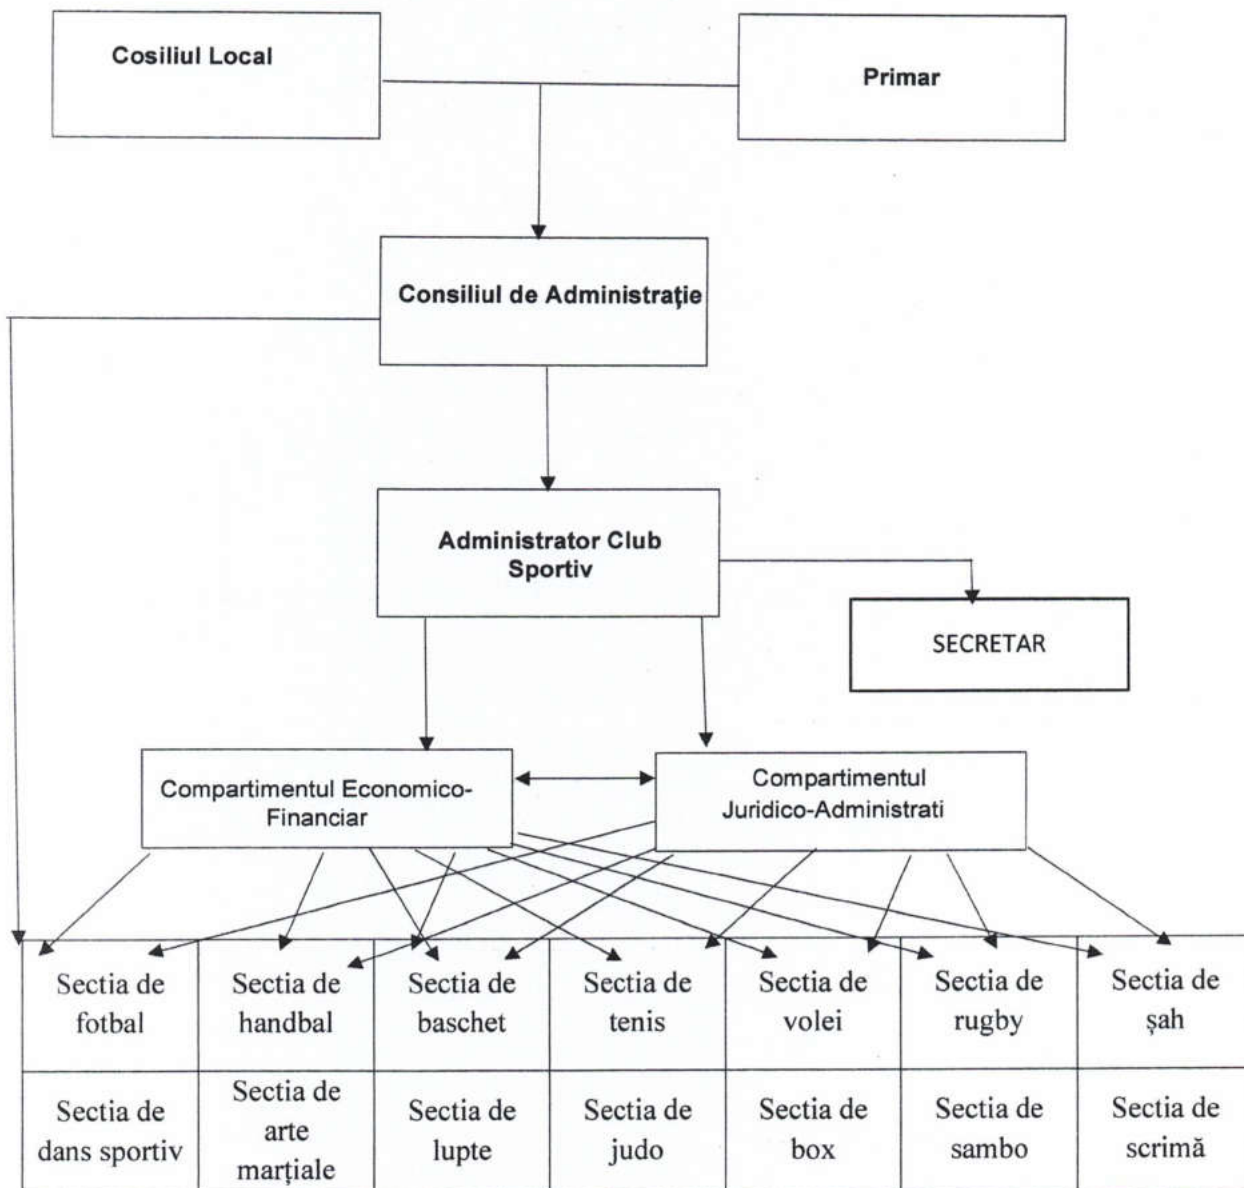 Cosiliul Local
Primar
Consiliul de Administrație
Administrator Club
Sportiv
SECRETAR
Compartimentul Economico-
Financiar
Compartimentul
Juridico-Administrati
Sectia de
fotbal
Sectia de
handbal
Sectia de
baschet
Sectia de
tenis
Sectia de
volei
Sectia de
rugby
Sectia de
șah
Sectia de
dans sportiv
Sectia de
arte
marțiale
Sectia de
lupte
Sectia de
judo
Sectia de
box
Sectia de
sambo
Sectia de
scrimă